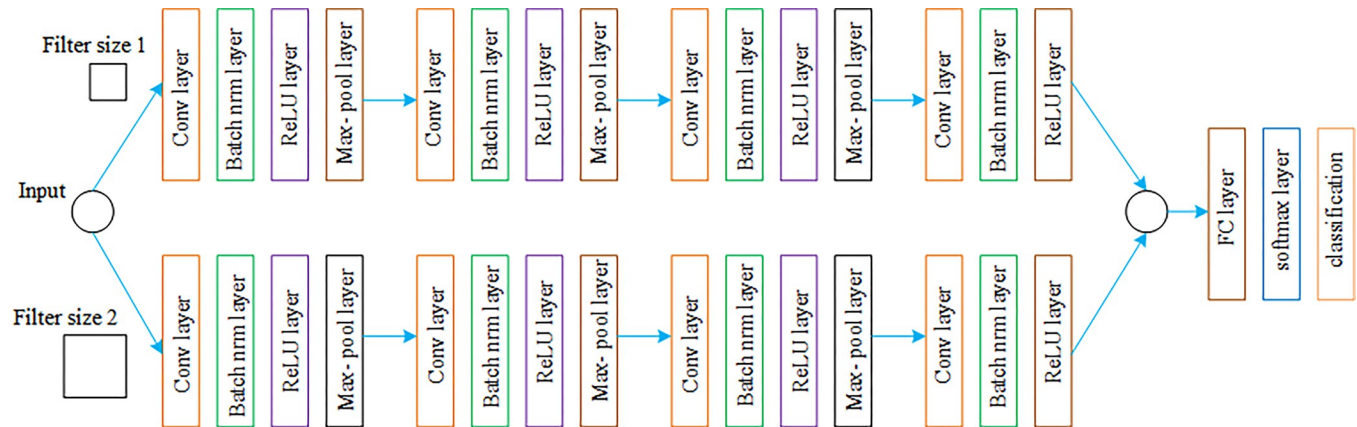 Filter size 1
Conv layer
Batch nrm layer
ReLU layer
Max- pool layer
Conv layer
Batch nrm layer
ReLU layer
Max- pool layer
Conv layer
Batch nrm layer
ReLU layer
Max- pool layer
Conv layer
Batch nrm layer
ReLU layer
Input
Filter size 2
Conv layer
Batch nrm layer
ReLU layer
Max- pool layer
Conv layer
Batch nrm layer
ReLU layer
Max- pool layer
Conv layer
Batch nrm layer
ReLU layer
Max- pool layer
Conv layer
Batch nrm layer
ReLU layer
FC layer
softmax layer
classification